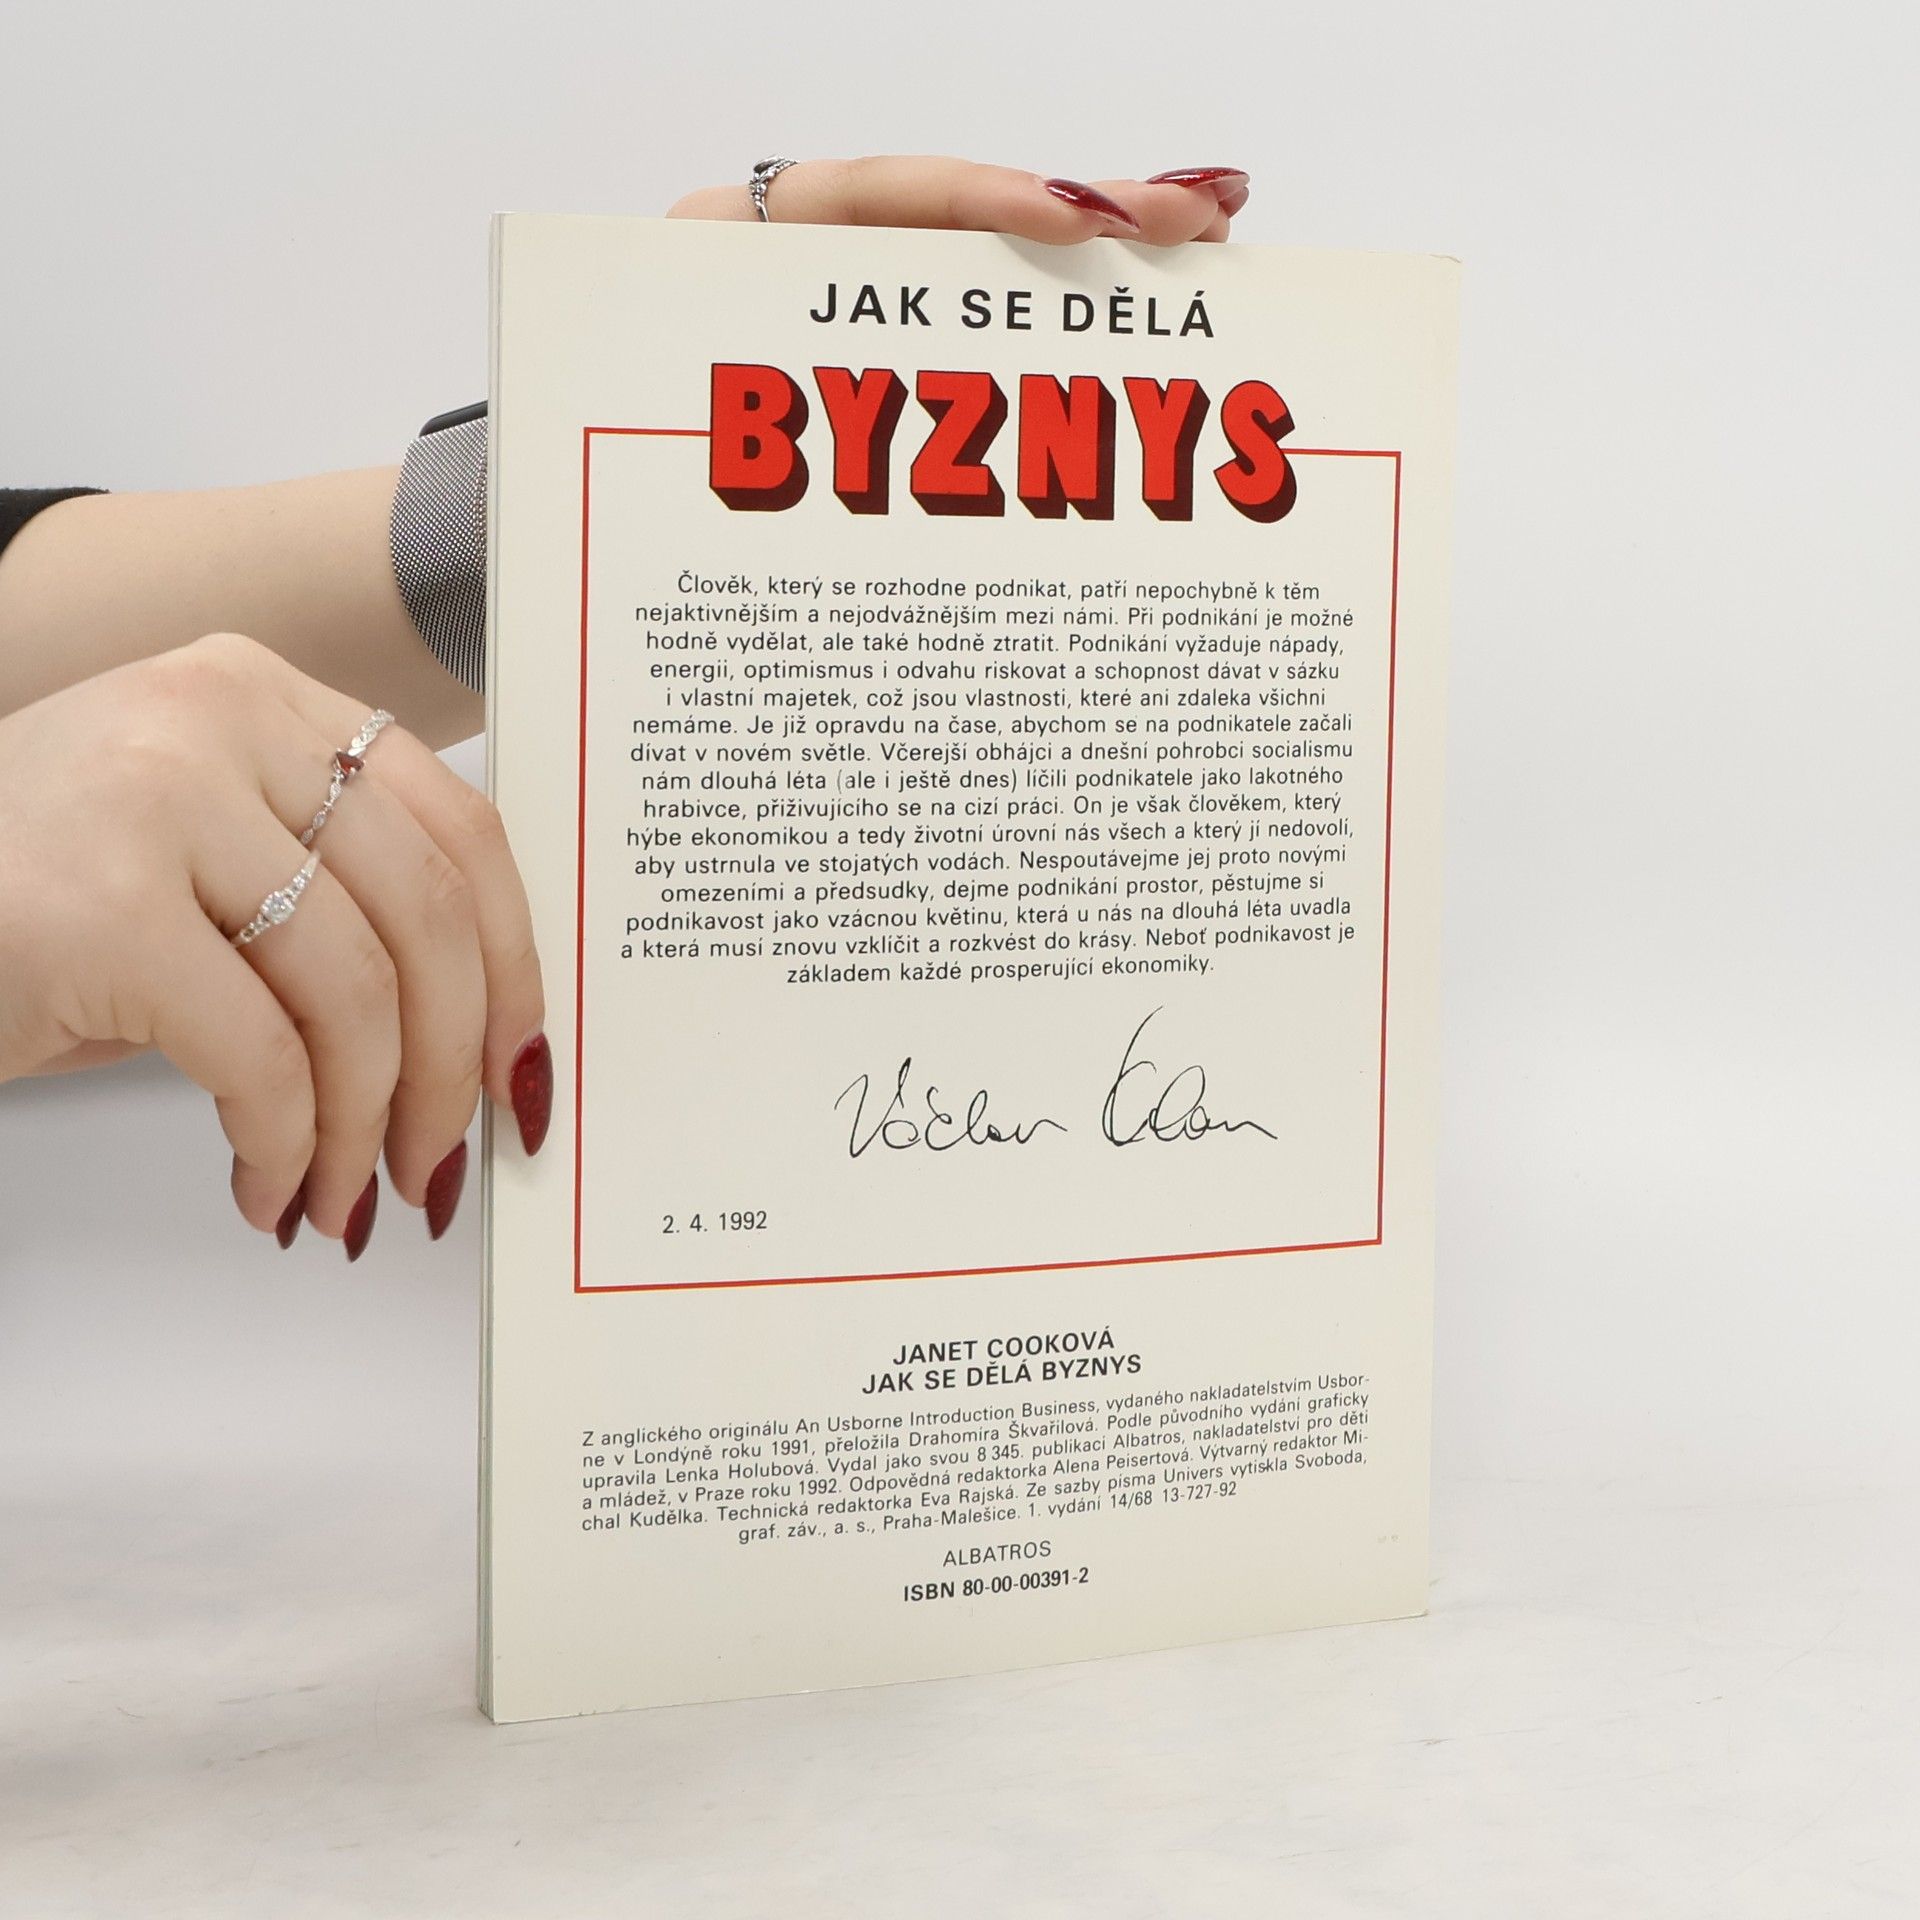 JAK SE DĚLÁ
BYZNYS
Člověk, který se rozhodne podnikat, patří nepochybně k těm
nejaktivnějším a nejodvážnějším mezi námi. Při podnikání je možné
hodně vydělat, ale také hodně ztratit. Podnikání vyžaduje nápady,
energii, optimismus i odvahu riskovat a schopnost dávat v sázku
i vlastní majetek, což jsou vlastnosti, které ani zdaleka všichni
nemáme. Je již opravdu na čase, abychom se na podnikatele začali
dívat v novém světle. Včerejší obhájci a dnešní pohrobci socialismu
nám dlouhá léta (ale i ještě dnes) líčili podnikatele jako lakotného
hrabivce, přiživujícího se na cizí práci. On je však člověkem, který
hýbe ekonomikou a tedy životní úrovní nás všech a který jí nedovolí,
aby ustrnula ve stojatých vodách. Nespoutávejme jej proto novými
omezeními a předsudky, dejme podnikání prostor, pěstujme si
podnikavost jako vzácnou květinu, která u nás na dlouhá léta uvadla
a která musí znovu vzklíčit a rozkvést do krásy. Neboť podnikavost je
základem každé prosperující ekonomiky.
Václav Klaus
2. 4. 1992
JANET COOKOVÁ
JAK SE DĚLÁ BYZNYS
Z anglického originálu An Usborne Introduction Business, vydaného nakladatelstvím Usbor-
ne v Londýně roku 1991, přeložila Drahomíra Škvařilová. Podle původního vydání graficky
upravila Lenka Holubová. Vydal jako svou 8 345. publikaci Albatros, nakladatelství pro děti
a mládež, v Praze roku 1992. Odpovědná redaktorka Alena Peisertová. Výtvarný redaktor Mi-
chal Kudělka. Technická redaktorka Eva Rajská. Ze sazby písma Univers vytiskla Svoboda,
graf. záv., a. s., Praha-Malešice. 1. vydání 14/68 13-727-92
ALBATROS
ISBN 80-00-00391-2